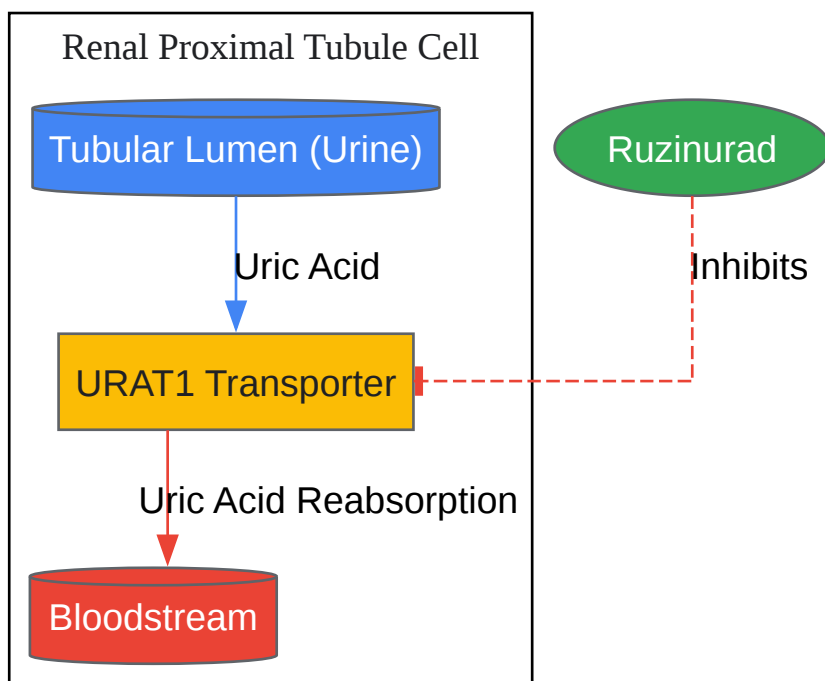 Renal Proximal Tubule Cell
Tubular Lumen (Urine)
Ruzinurad
Uric Acid
Inhibits
URAT1 Transporter
Uric Acid Reabsorption
Bloodstream